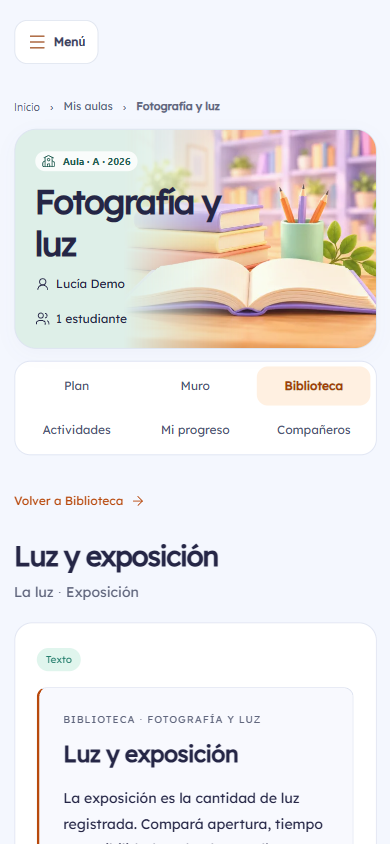 Menú
Inicio › Mis aulas › Fotografía y luz
Aula · A · 2026
Fotografía y
luz
Lucía Demo
1 estudiante
Plan Muro Biblioteca
Actividades Mi progreso Compañeros
Volver a Biblioteca →
Luz y exposición
La luz · Exposición
Texto
BIBLIOTECA · FOTOGRAFÍA Y LUZ
Luz y exposición
La exposición es la cantidad de luz
registrada. Compará apertura, tiempo